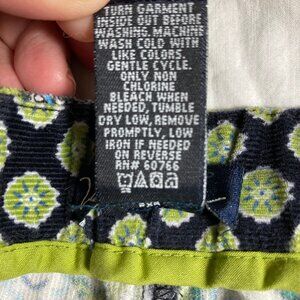 TURN GARMENT
INSIDE OUT BEFORE
WASHING. MACHINE
WASH COLD WITH
LIKE COLORS
GENTLE CYCLE.
ONLY NON
CHLORINE
BLEACH WHEN
NEEDED, TUMBLE
DRY LOW, REMOVE
PROMPTLY, LOW
IRON IF NEEDED
ON REVERSE
RN# 60766